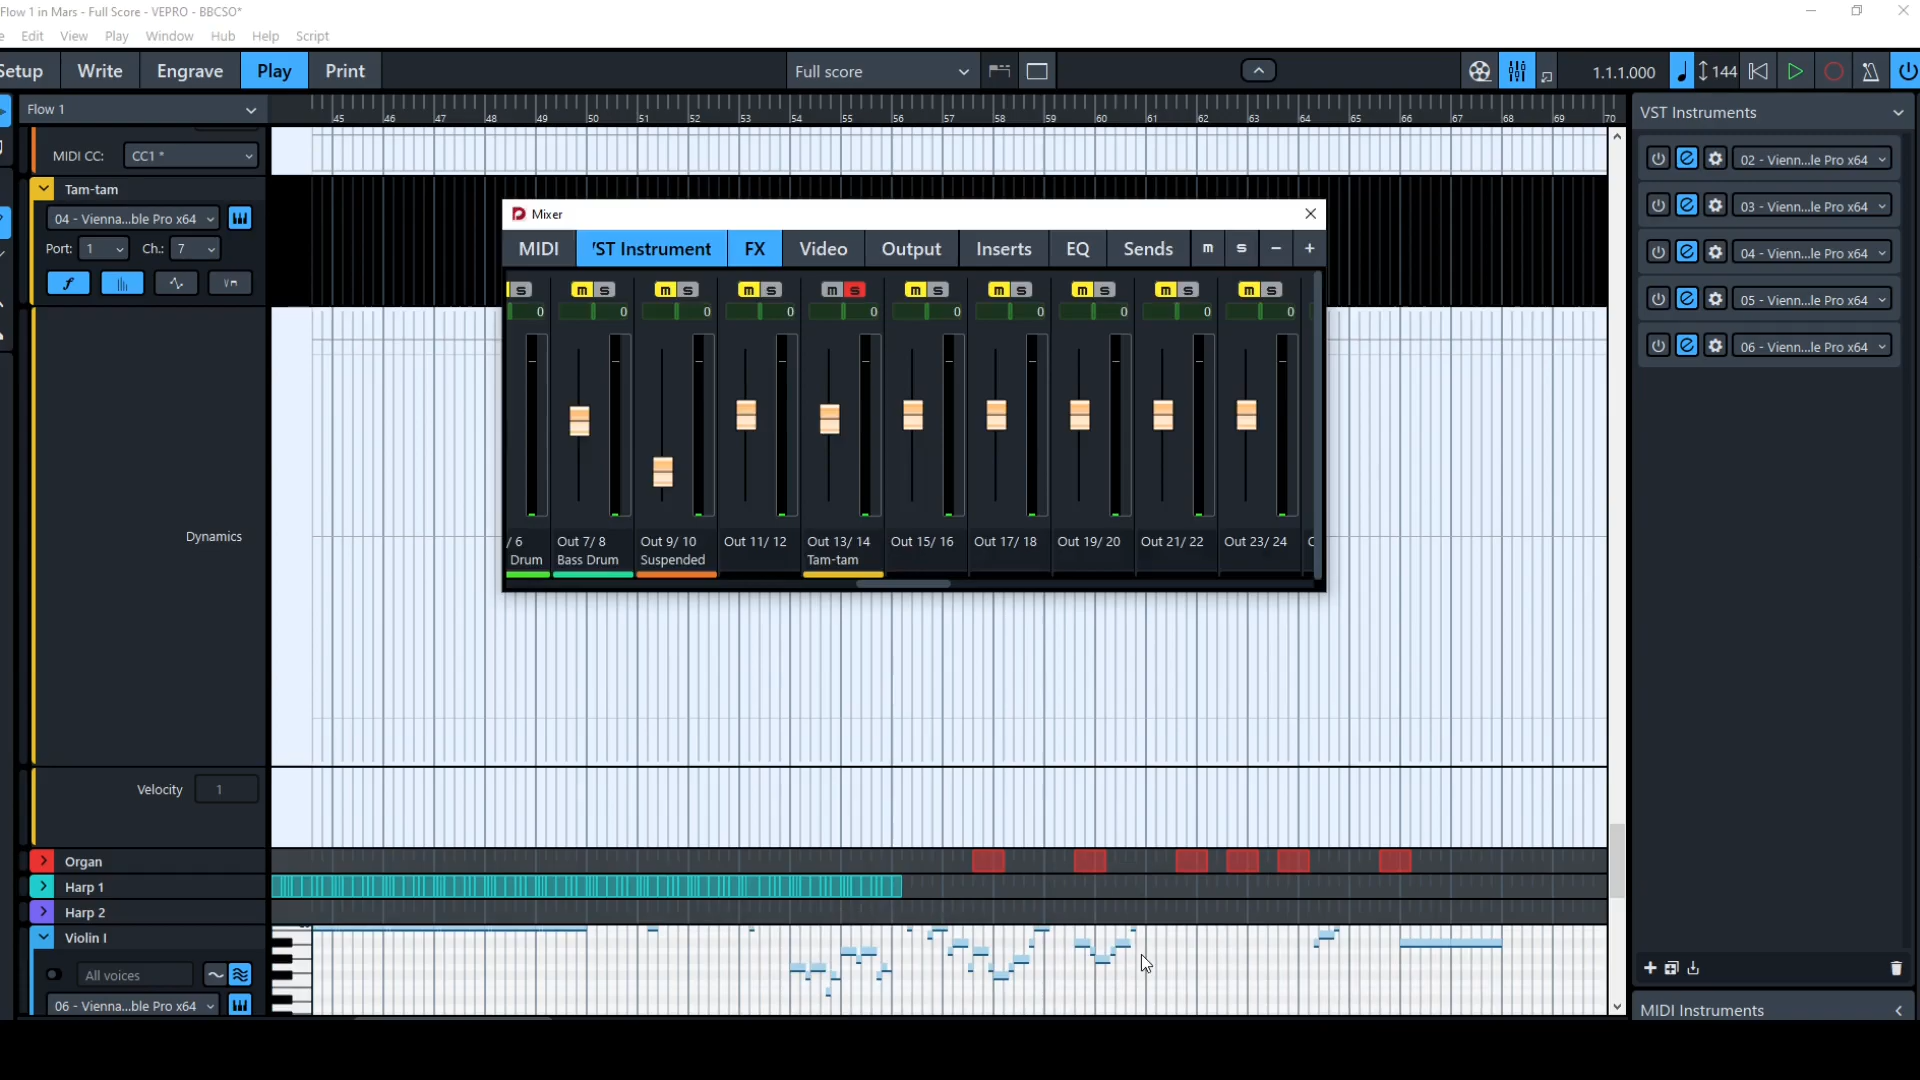 Flow 1 in Mars - Full Score - VEPRO - BBCSO*
e Edit View Play Window Hub Help Script
Setup Write Engrave Play Print Full score 1.1.1.000 144
Flow 1
45 46 47 48 49 50 51 52 53 54 55 56 57 58 59 60 61 62 63 64 65 66 67 68 69 70
VST Instruments
MIDI CC: CC1 *
02 - Vienn...le Pro x64
03 - Vienn...le Pro x64
04 - Vienn...le Pro x64
05 - Vienn...le Pro x64
06 - Vienn...le Pro x64
Tam-tam
04 - Vienna...ble Pro x64
Port: 1 Ch.: 7
Mixer
MIDI 'ST Instrument FX Video Output Inserts EQ Sends m s - +
s m s m s m s m s m s m s m s m s m s
0 0 0 0 0 0 0 0 0 0
/ 6 Out 7/ 8 Out 9/ 10 Out 11/ 12 Out 13/ 14 Out 15/ 16 Out 17/ 18 Out 19/ 20 Out 21/ 22 Out 23/ 24
Drum Bass Drum Suspended Tam-tam
Dynamics
Velocity 1
Organ
Harp 1
Harp 2
Violin I
All voices
06 - Vienna...ble Pro x64
MIDI Instruments